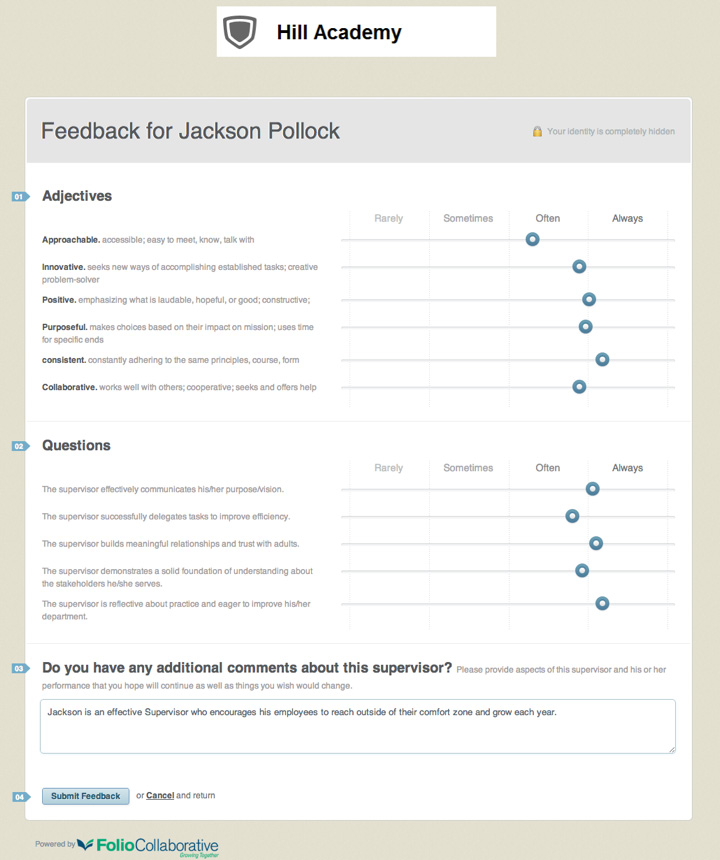 Hill Academy
Feedback for Jackson Pollock
Your identity is completely hidden
01 Adjectives
Rarely Sometimes Often Always
Approachable. accessible; easy to meet, know, talk with
Innovative. seeks new ways of accomplishing established tasks; creative
problem-solver
Positive. emphasizing what is laudable, hopeful, or good; constructive;
Purposeful. makes choices based on their impact on mission; uses time
for specific ends
consistent. constantly adhering to the same principles, course, form
Collaborative. works well with others; cooperative; seeks and offers help
02 Questions
Rarely Sometimes Often Always
The supervisor effectively communicates his/her purpose/vision.
The supervisor successfully delegates tasks to improve efficiency.
The supervisor builds meaningful relationships and trust with adults.
The supervisor demonstrates a solid foundation of understanding about
the stakeholders he/she serves.
The supervisor is reflective about practice and eager to improve his/her
department.
03 Do you have any additional comments about this supervisor? Please provide aspects of this supervisor and his or her
performance that you hope will continue as well as things you wish would change.
Jackson is an effective Supervisor who encourages his employees to reach outside of their comfort zone and grow each year.
04 Submit Feedback or Cancel and return
Powered by FolioCollaborative
Growing Together